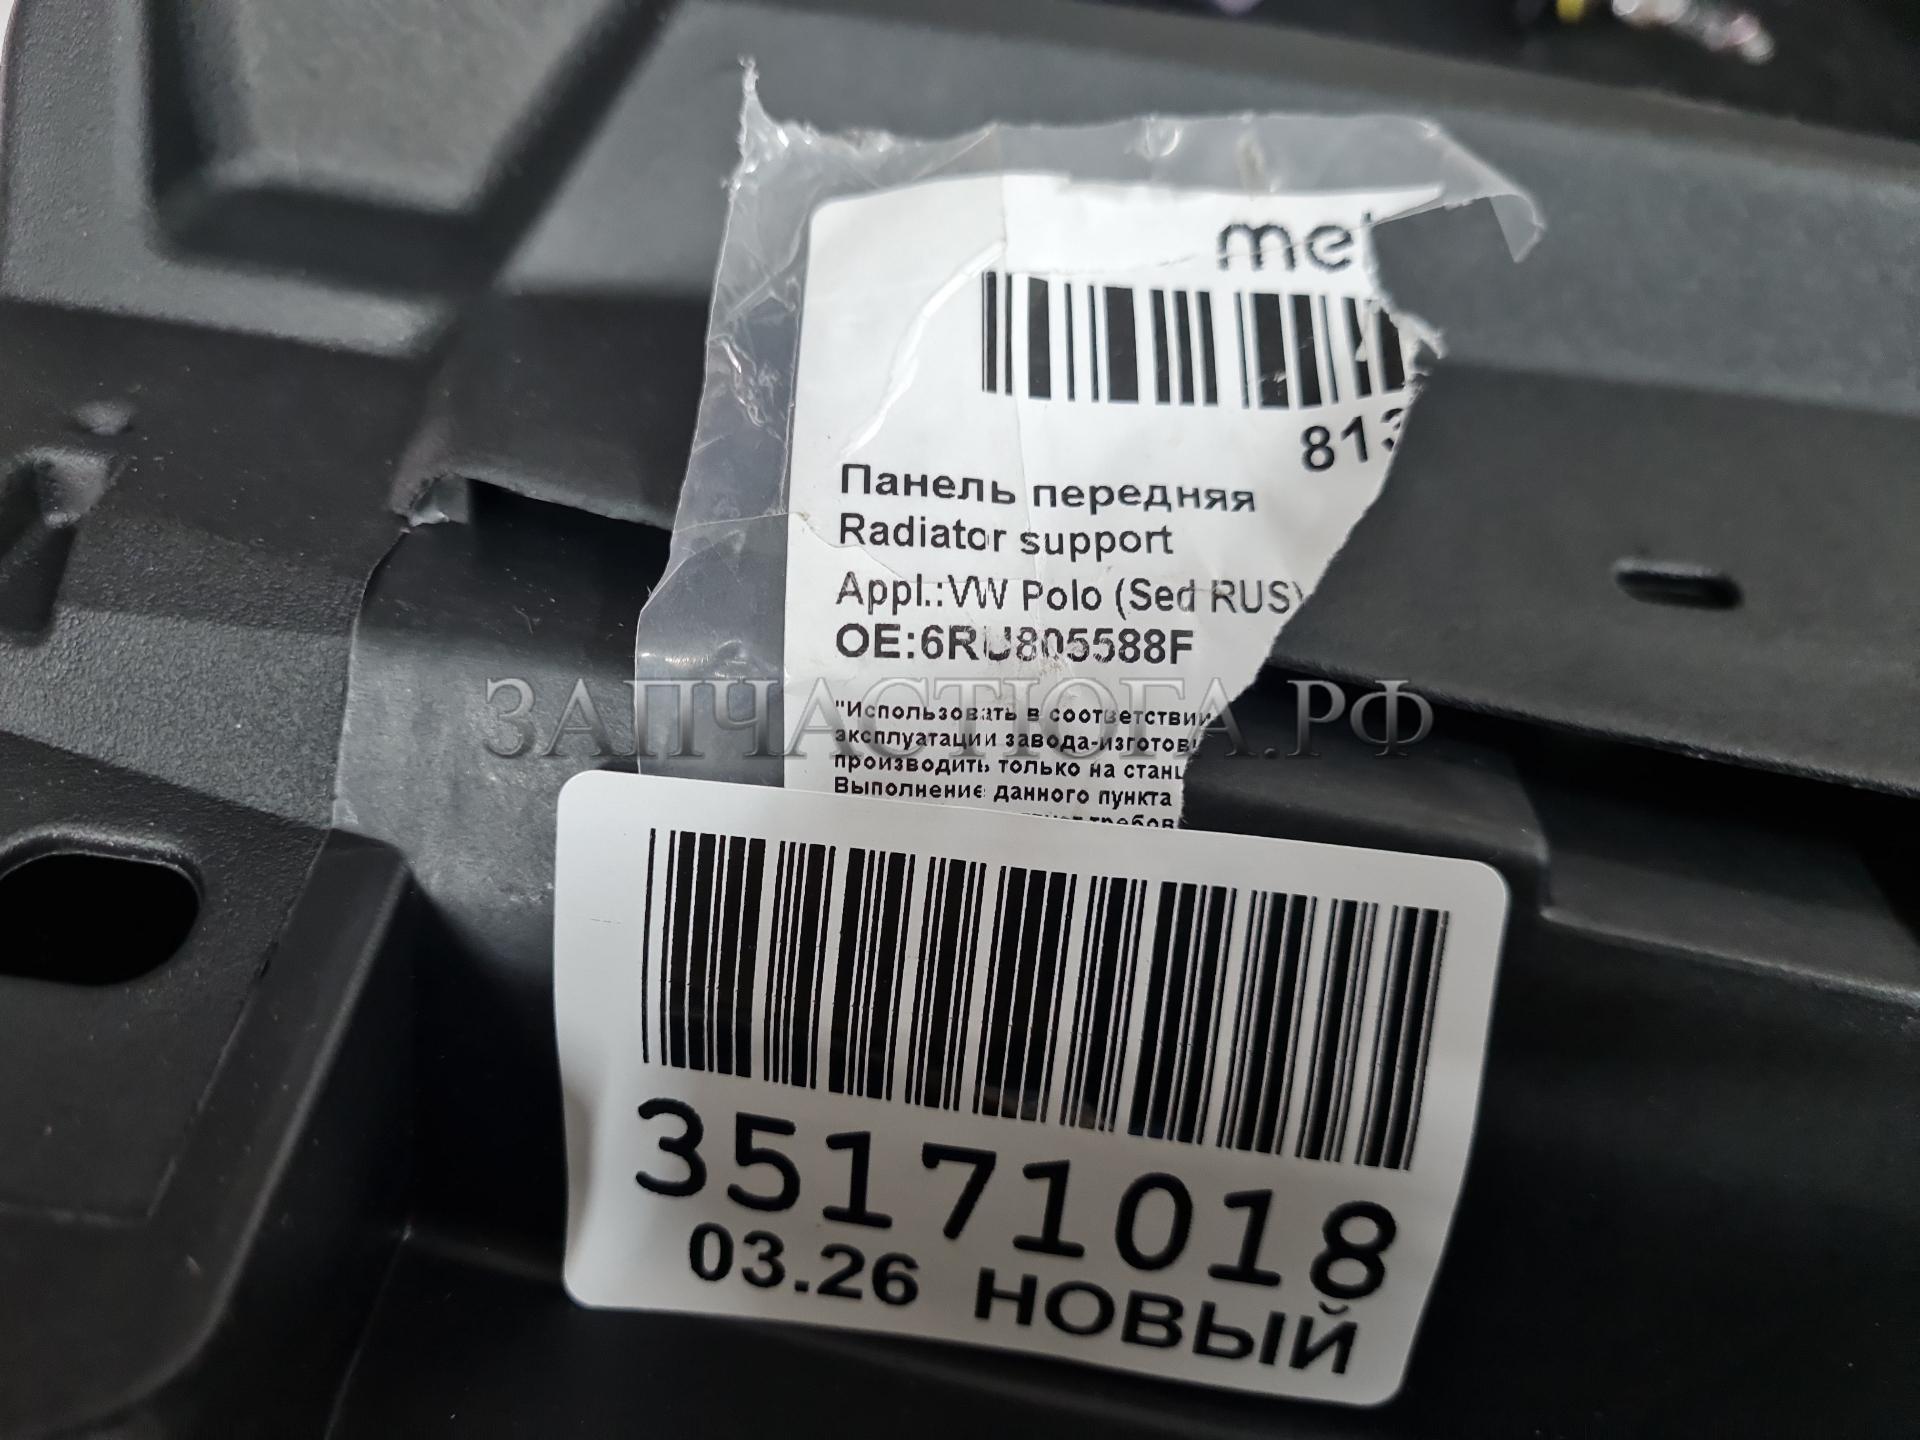 me
813
Панель передняя
Radiator support
Appl.:VW Polo (Sed RUS)
OE:6RU805588F
ЗАПЧАСТЮГА.РФ
"Использовать в соответствии
эксплуатации завода-изготов
производить только на станц
Выполнение данного пункта
требов
35171018
03.26 НОВЫЙ